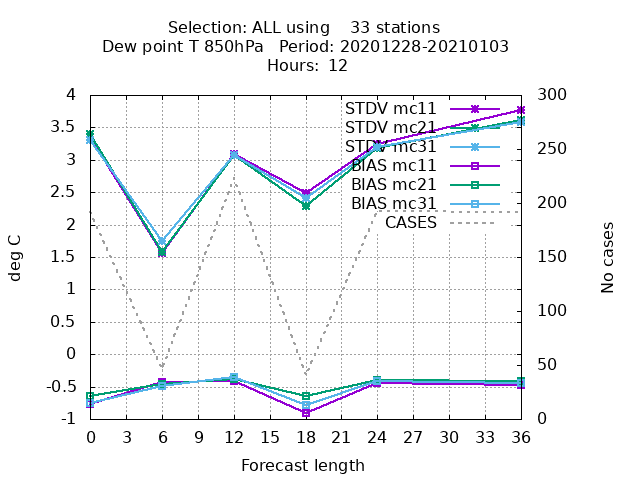 Selection: ALL using    33 stations
Dew point T 850hPa   Period: 20201228-20210103
Hours:  12
4
3.5
3
2.5
2
1.5
1
0.5
0
-0.5
-1
deg C
300
250
200
150
100
50
0
No cases
STDV mc11
STDV mc21
STDV mc31
BIAS mc11
BIAS mc21
BIAS mc31
CASES
0 3 6 9 12 15 18 21 24 27 30 33 36
Forecast length